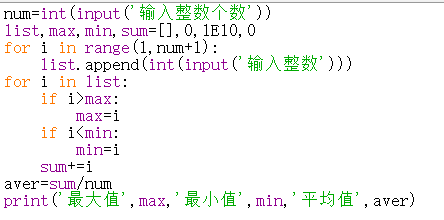 num=int(input('输入整数个数'))
list,max,min,sum=[],0,1E10,0
for i in range(1,num+1):
    list.append(int(input('输入整数')))
for i in list:
    if i>max:
        max=i
    if i<min:
        min=i
    sum+=i
aver=sum/num
print('最大值',max,'最小值',min,'平均值',aver)